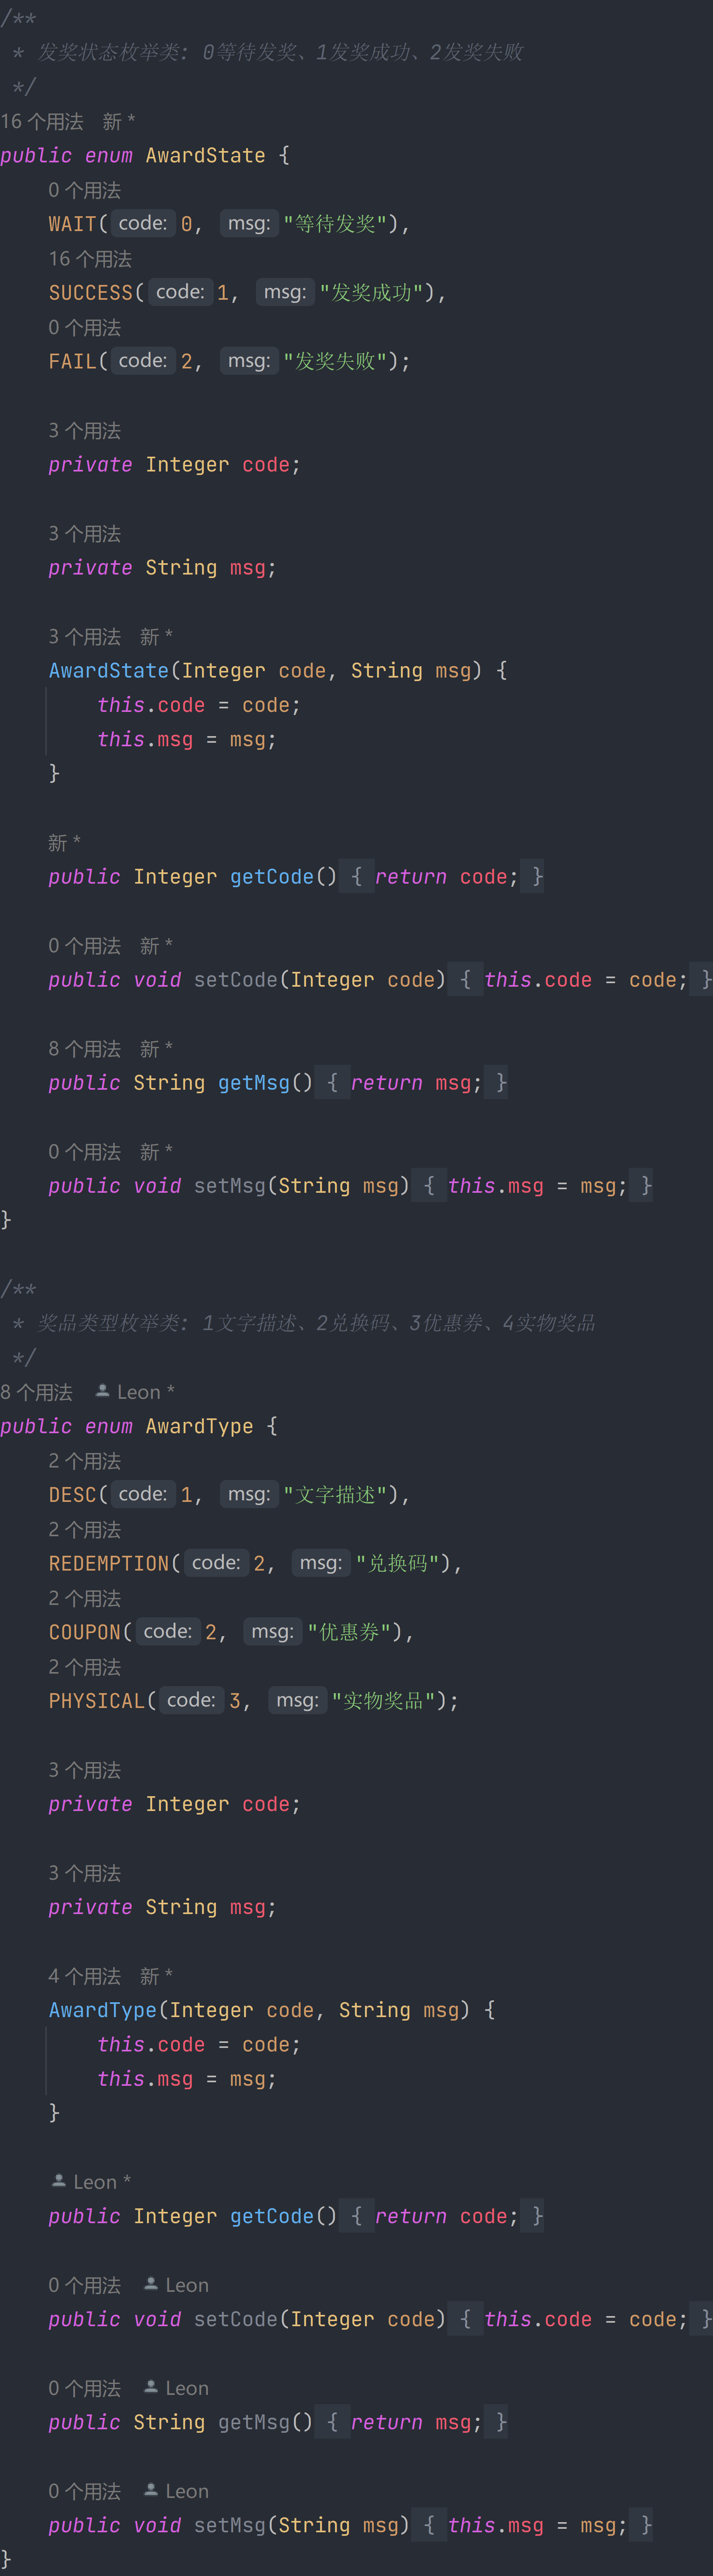 /**
 * 发奖状态枚举类: 0等待发奖、1发奖成功、2发奖失败
 */
16 个用法 新 *
public enum AwardState {
0 个用法
WAIT( code: 0, msg: "等待发奖"),
16 个用法
SUCCESS( code: 1, msg: "发奖成功"),
0 个用法
FAIL( code: 2, msg: "发奖失败");
3 个用法
private Integer code;
3 个用法
private String msg;
3 个用法 新 *
AwardState(Integer code, String msg) {
this.code = code;
this.msg = msg;
}
新 *
public Integer getCode() { return code; }
0 个用法 新 *
public void setCode(Integer code) { this.code = code; }
8 个用法 新 *
public String getMsg() { return msg; }
0 个用法 新 *
public void setMsg(String msg) { this.msg = msg; }
}
/**
 * 奖品类型枚举类: 1文字描述、2兑换码、3优惠券、4实物奖品
 */
8 个用法 Leon *
public enum AwardType {
2 个用法
DESC( code: 1, msg: "文字描述"),
2 个用法
REDEMPTION( code: 2, msg: "兑换码"),
2 个用法
COUPON( code: 2, msg: "优惠券"),
2 个用法
PHYSICAL( code: 3, msg: "实物奖品");
3 个用法
private Integer code;
3 个用法
private String msg;
4 个用法 新 *
AwardType(Integer code, String msg) {
this.code = code;
this.msg = msg;
}
Leon *
public Integer getCode() { return code; }
0 个用法 Leon
public void setCode(Integer code) { this.code = code; }
0 个用法 Leon
public String getMsg() { return msg; }
0 个用法 Leon
public void setMsg(String msg) { this.msg = msg; }
}